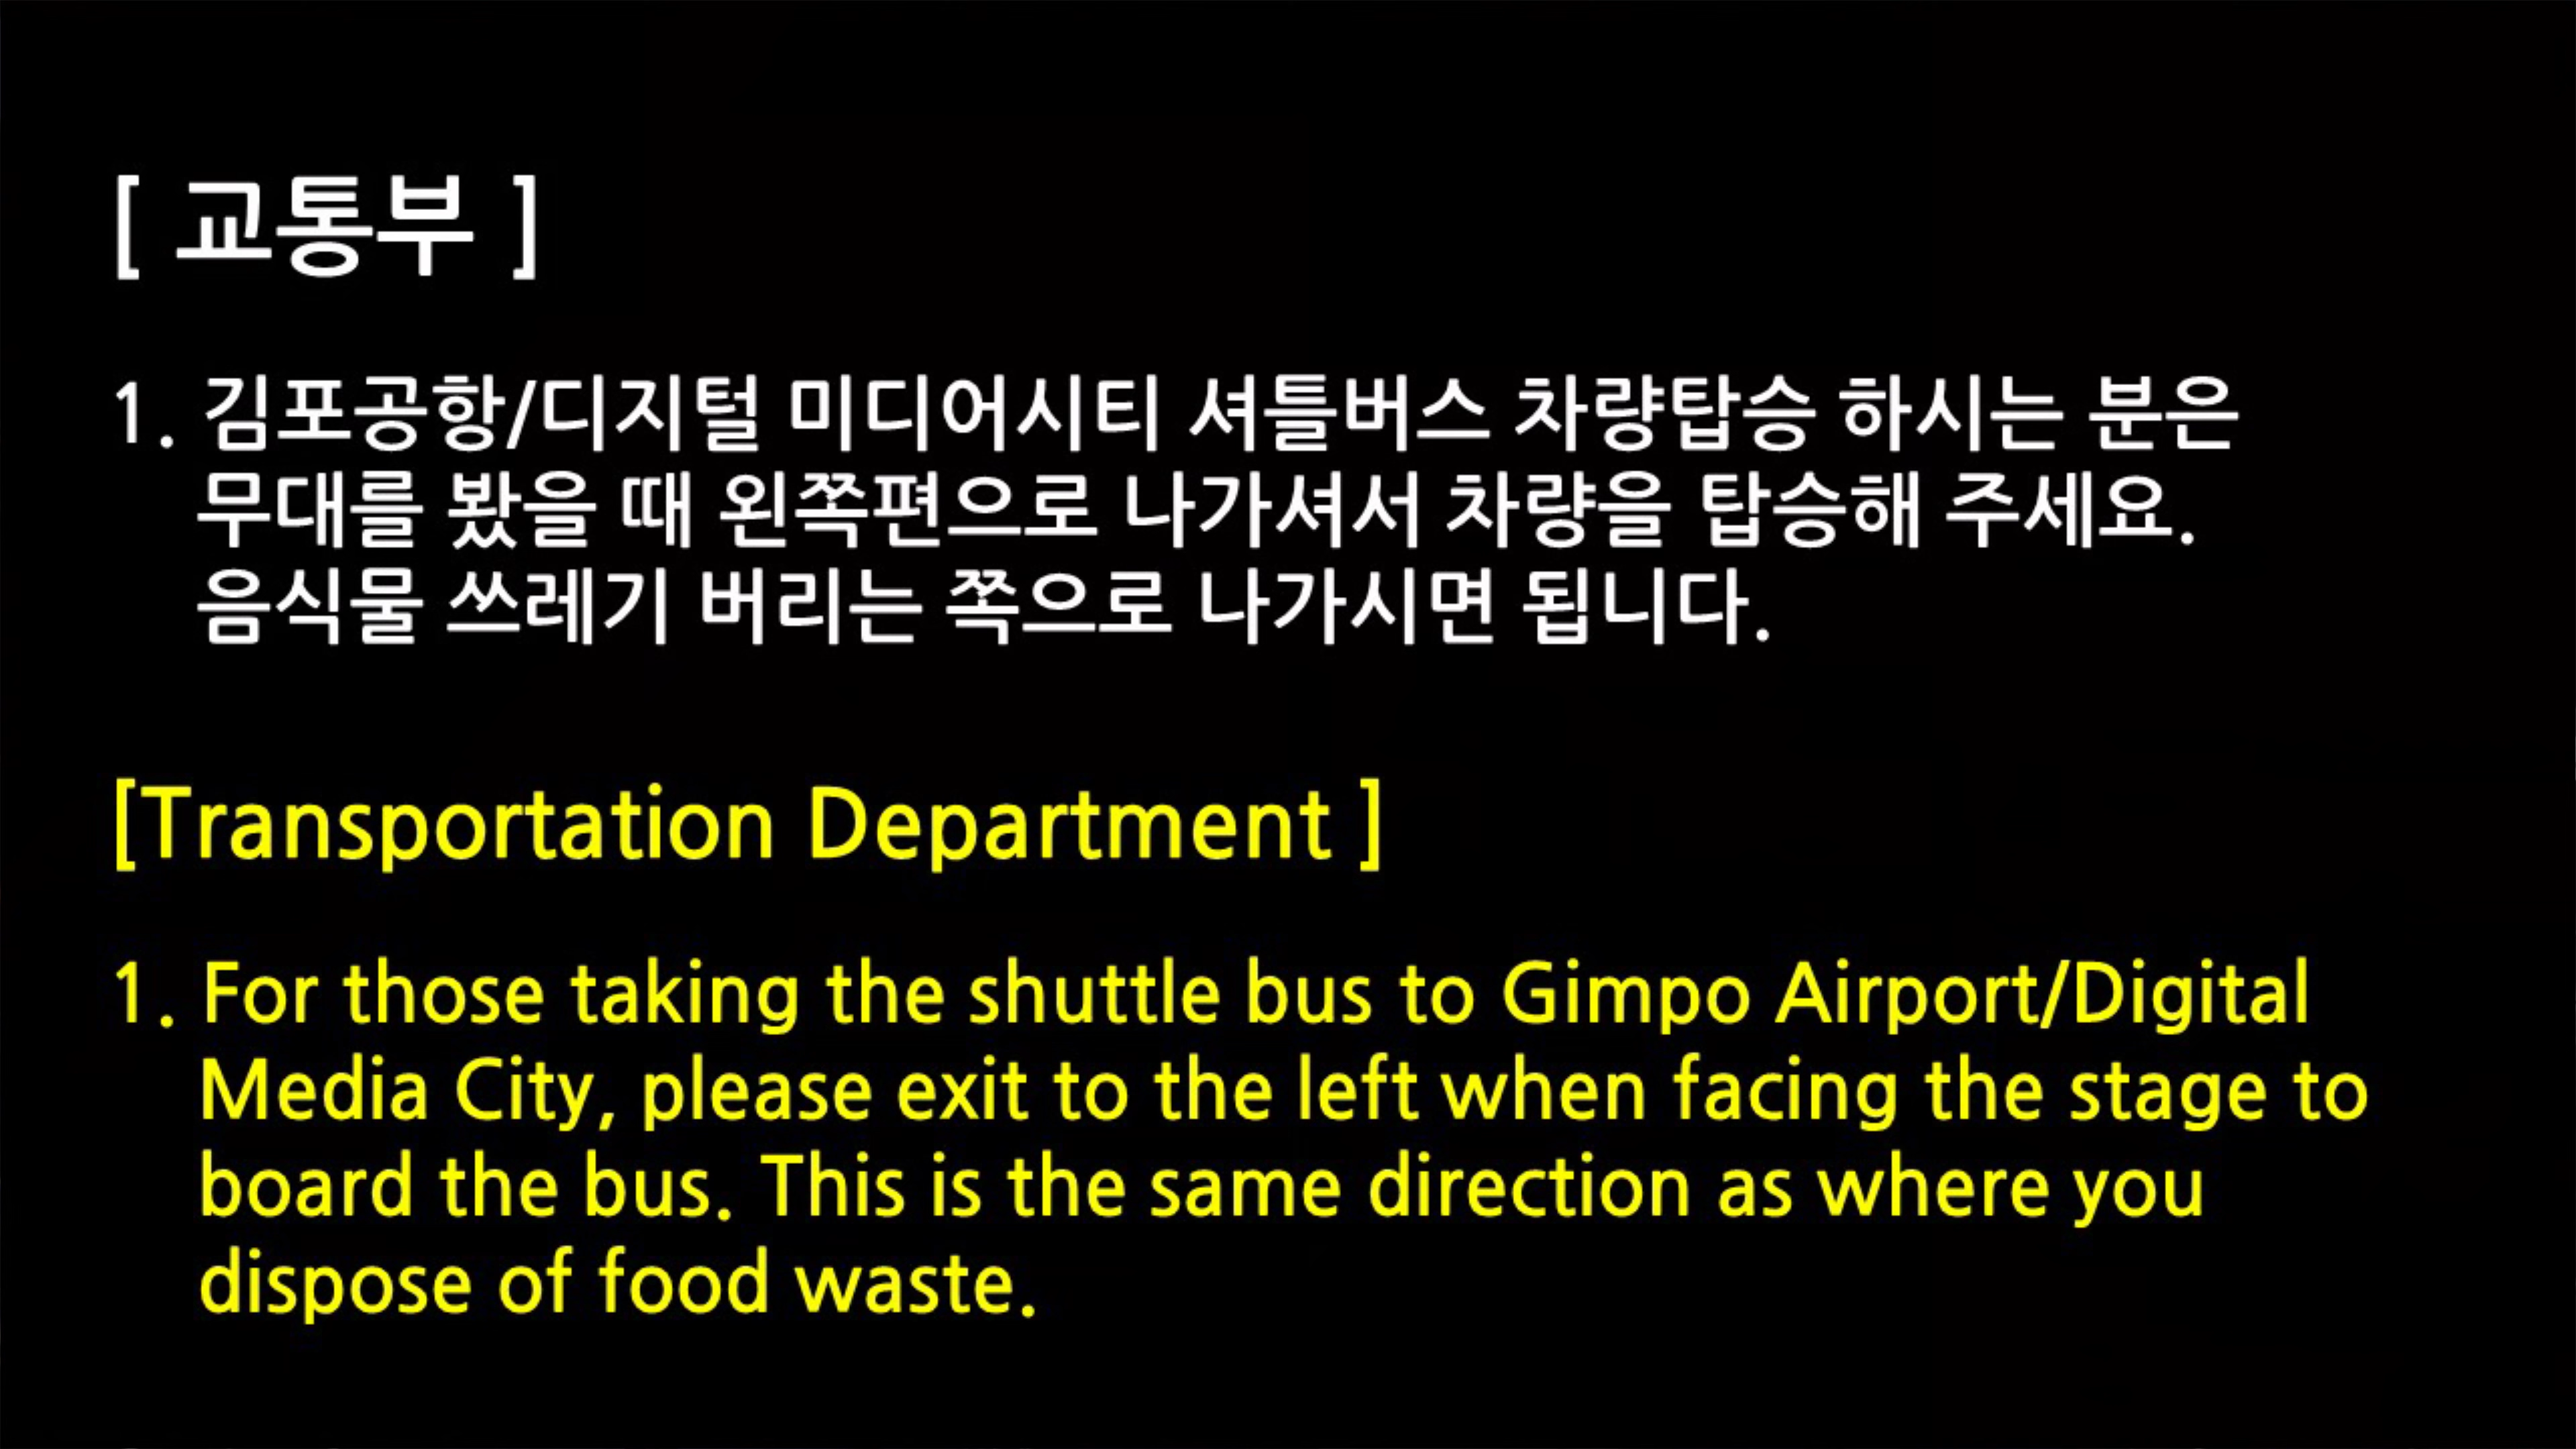 [ 교통부 ]
1. 김포공항/디지털 미디어시티 셔틀버스 차량탑승 하시는 분은
무대를 봤을 때 왼쪽편으로 나가셔서 차량을 탑승해 주세요.
음식물 쓰레기 버리는 쪽으로 나가시면 됩니다.
[Transportation Department ]
1. For those taking the shuttle bus to Gimpo Airport/Digital
Media City, please exit to the left when facing the stage to
board the bus. This is the same direction as where you
dispose of food waste.